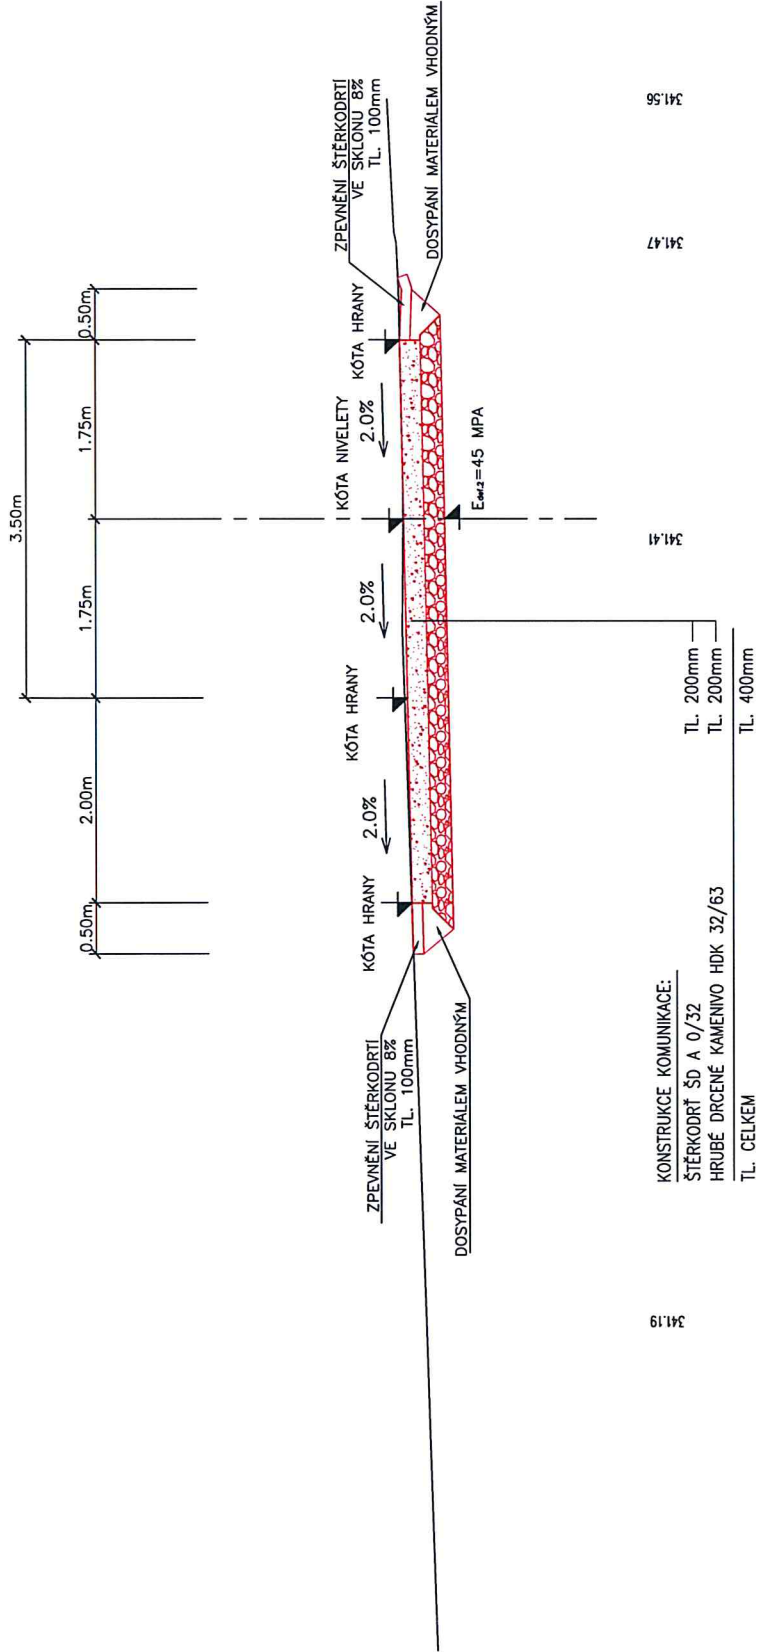 3.50m
0.50m
2.00m
1.75m
1.75m
0.50m
ZPEVNĚNÍ ŠTĚRKODRTÍ
VE SKLONU 8%
TL. 100mm
KÓTA HRANY
2.0%
KÓTA HRANY
2.0%
KÓTA NIVELETY
2.0%
KÓTA HRANY
ZPEVNĚNÍ ŠTĚRKODRTÍ
VE SKLONU 8%
TL. 100mm
DOSYPÁNÍ MATERIÁLEM VHODNÝM
Edef.2=45 MPA
DOSYPÁNÍ MATERIÁLEM VHODNÝM
341.19
341.41
341.47
341.56
KONSTRUKCE KOMUNIKACE:
ŠTĚRKODRŤ ŠD A 0/32 TL. 200mm
HRUBÉ DRCENÉ KAMENIVO HDK 32/63 TL. 200mm
TL. CELKEM TL. 400mm